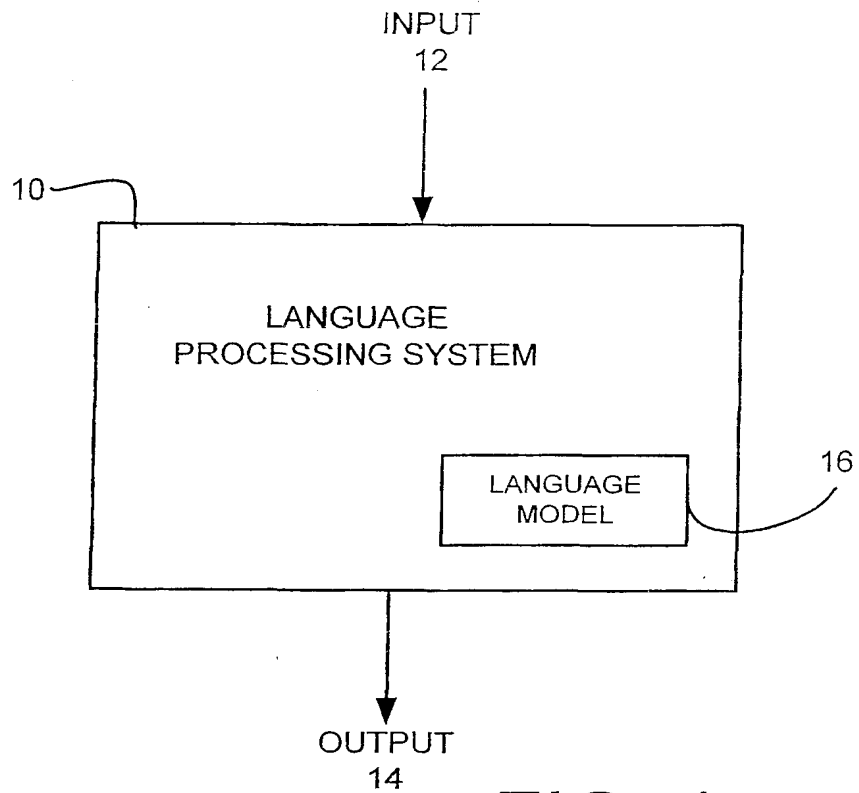 INPUT
12
10
LANGUAGE
PROCESSING SYSTEM
16
LANGUAGE
MODEL
OUTPUT
14